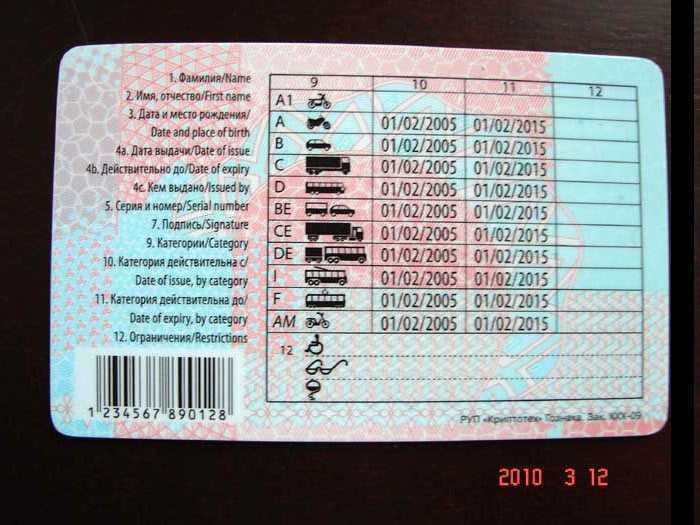 1. Фамилия/Name
2. Имя, отчество/First name
3. Дата и место рождения/
Date and place of birth
4a. Дата выдачи/Date of issue
4b. Действительно до/Date of expiry
4c. Кем выдано/Issued by
5. Серия и номер/Serial number
7. Подпись/Signature
9. Категории/Category
10. Категория действительна с/
Date of issue, by category
11. Категория действительна до/
Date of expiry, by category
12. Ограничения/Restrictions
1 234567 890128
9 10 11 12
A1
A 01/02/2005 01/02/2015
B 01/02/2005 01/02/2015
C 01/02/2005 01/02/2015
D 01/02/2005 01/02/2015
BE 01/02/2005 01/02/2015
CE 01/02/2005 01/02/2015
DE 01/02/2005 01/02/2015
I 01/02/2005 01/02/2015
F 01/02/2005 01/02/2015
AM 01/02/2005 01/02/2015
12
РУП «Криптотех» Гознака. Зак. XXX-09
2010 3 12